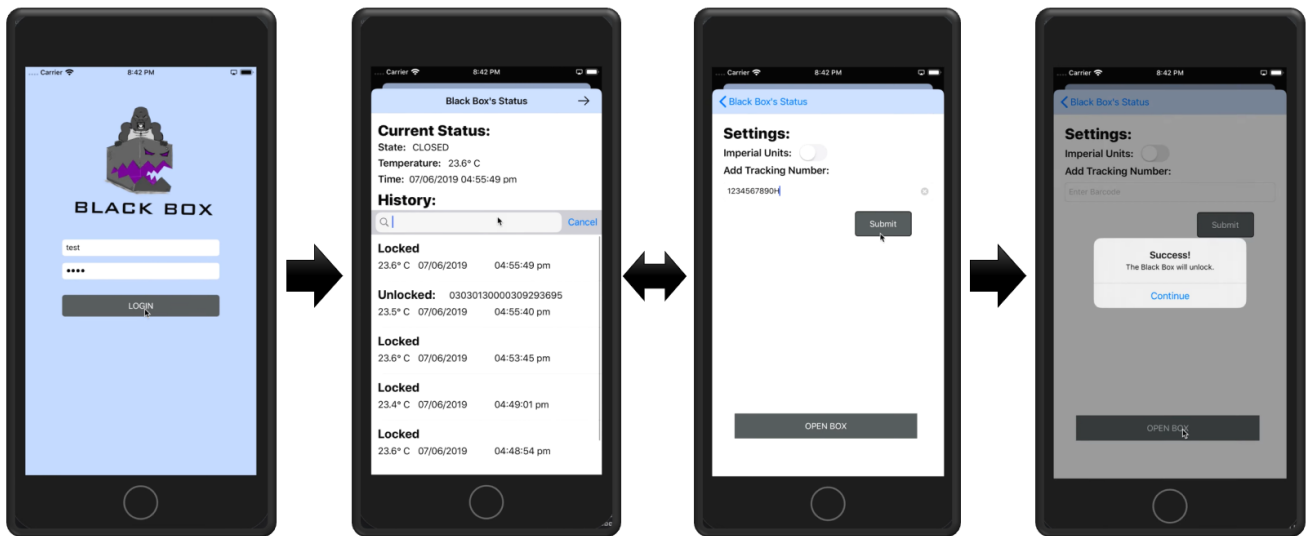 ..... Carrier 8:42 PM
BLACK BOX
test
••••
LOGIN
..... Carrier 8:42 PM
Black Box's Status →
Current Status:
State: CLOSED
Temperature: 23.6° C
Time: 07/06/2019 04:55:49 pm
History:
Cancel
Locked
23.6° C 07/06/2019 04:55:49 pm
Unlocked: 03030130000309293695
23.5° C 07/06/2019 04:55:40 pm
Locked
23.6° C 07/06/2019 04:53:45 pm
Locked
23.4° C 07/06/2019 04:49:01 pm
Locked
23.6° C 07/06/2019 04:48:54 pm
..... Carrier 8:42 PM
Black Box's Status
Settings:
Imperial Units:
Add Tracking Number:
1234567890H
Submit
OPEN BOX
..... Carrier 8:42 PM
Black Box's Status
Settings:
Imperial Units:
Add Tracking Number:
Enter Barcode
Submit
Success!
The Black Box will unlock.
Continue
OPEN BOX